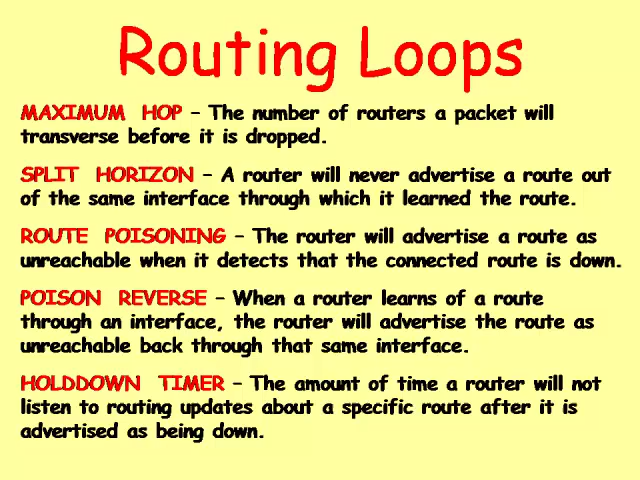 Routing Loops
MAXIMUM HOP – The number of routers a packet will
transverse before it is dropped.
SPLIT HORIZON – A router will never advertise a route out
of the same interface through which it learned the route.
ROUTE POISONING – The router will advertise a route as
unreachable when it detects that the connected route is down.
POISON REVERSE – When a router learns of a route
through an interface, the router will advertise the route as
unreachable back through that same interface.
HOLDDOWN TIMER – The amount of time a router will not
listen to routing updates about a specific route after it is
advertised as being down.